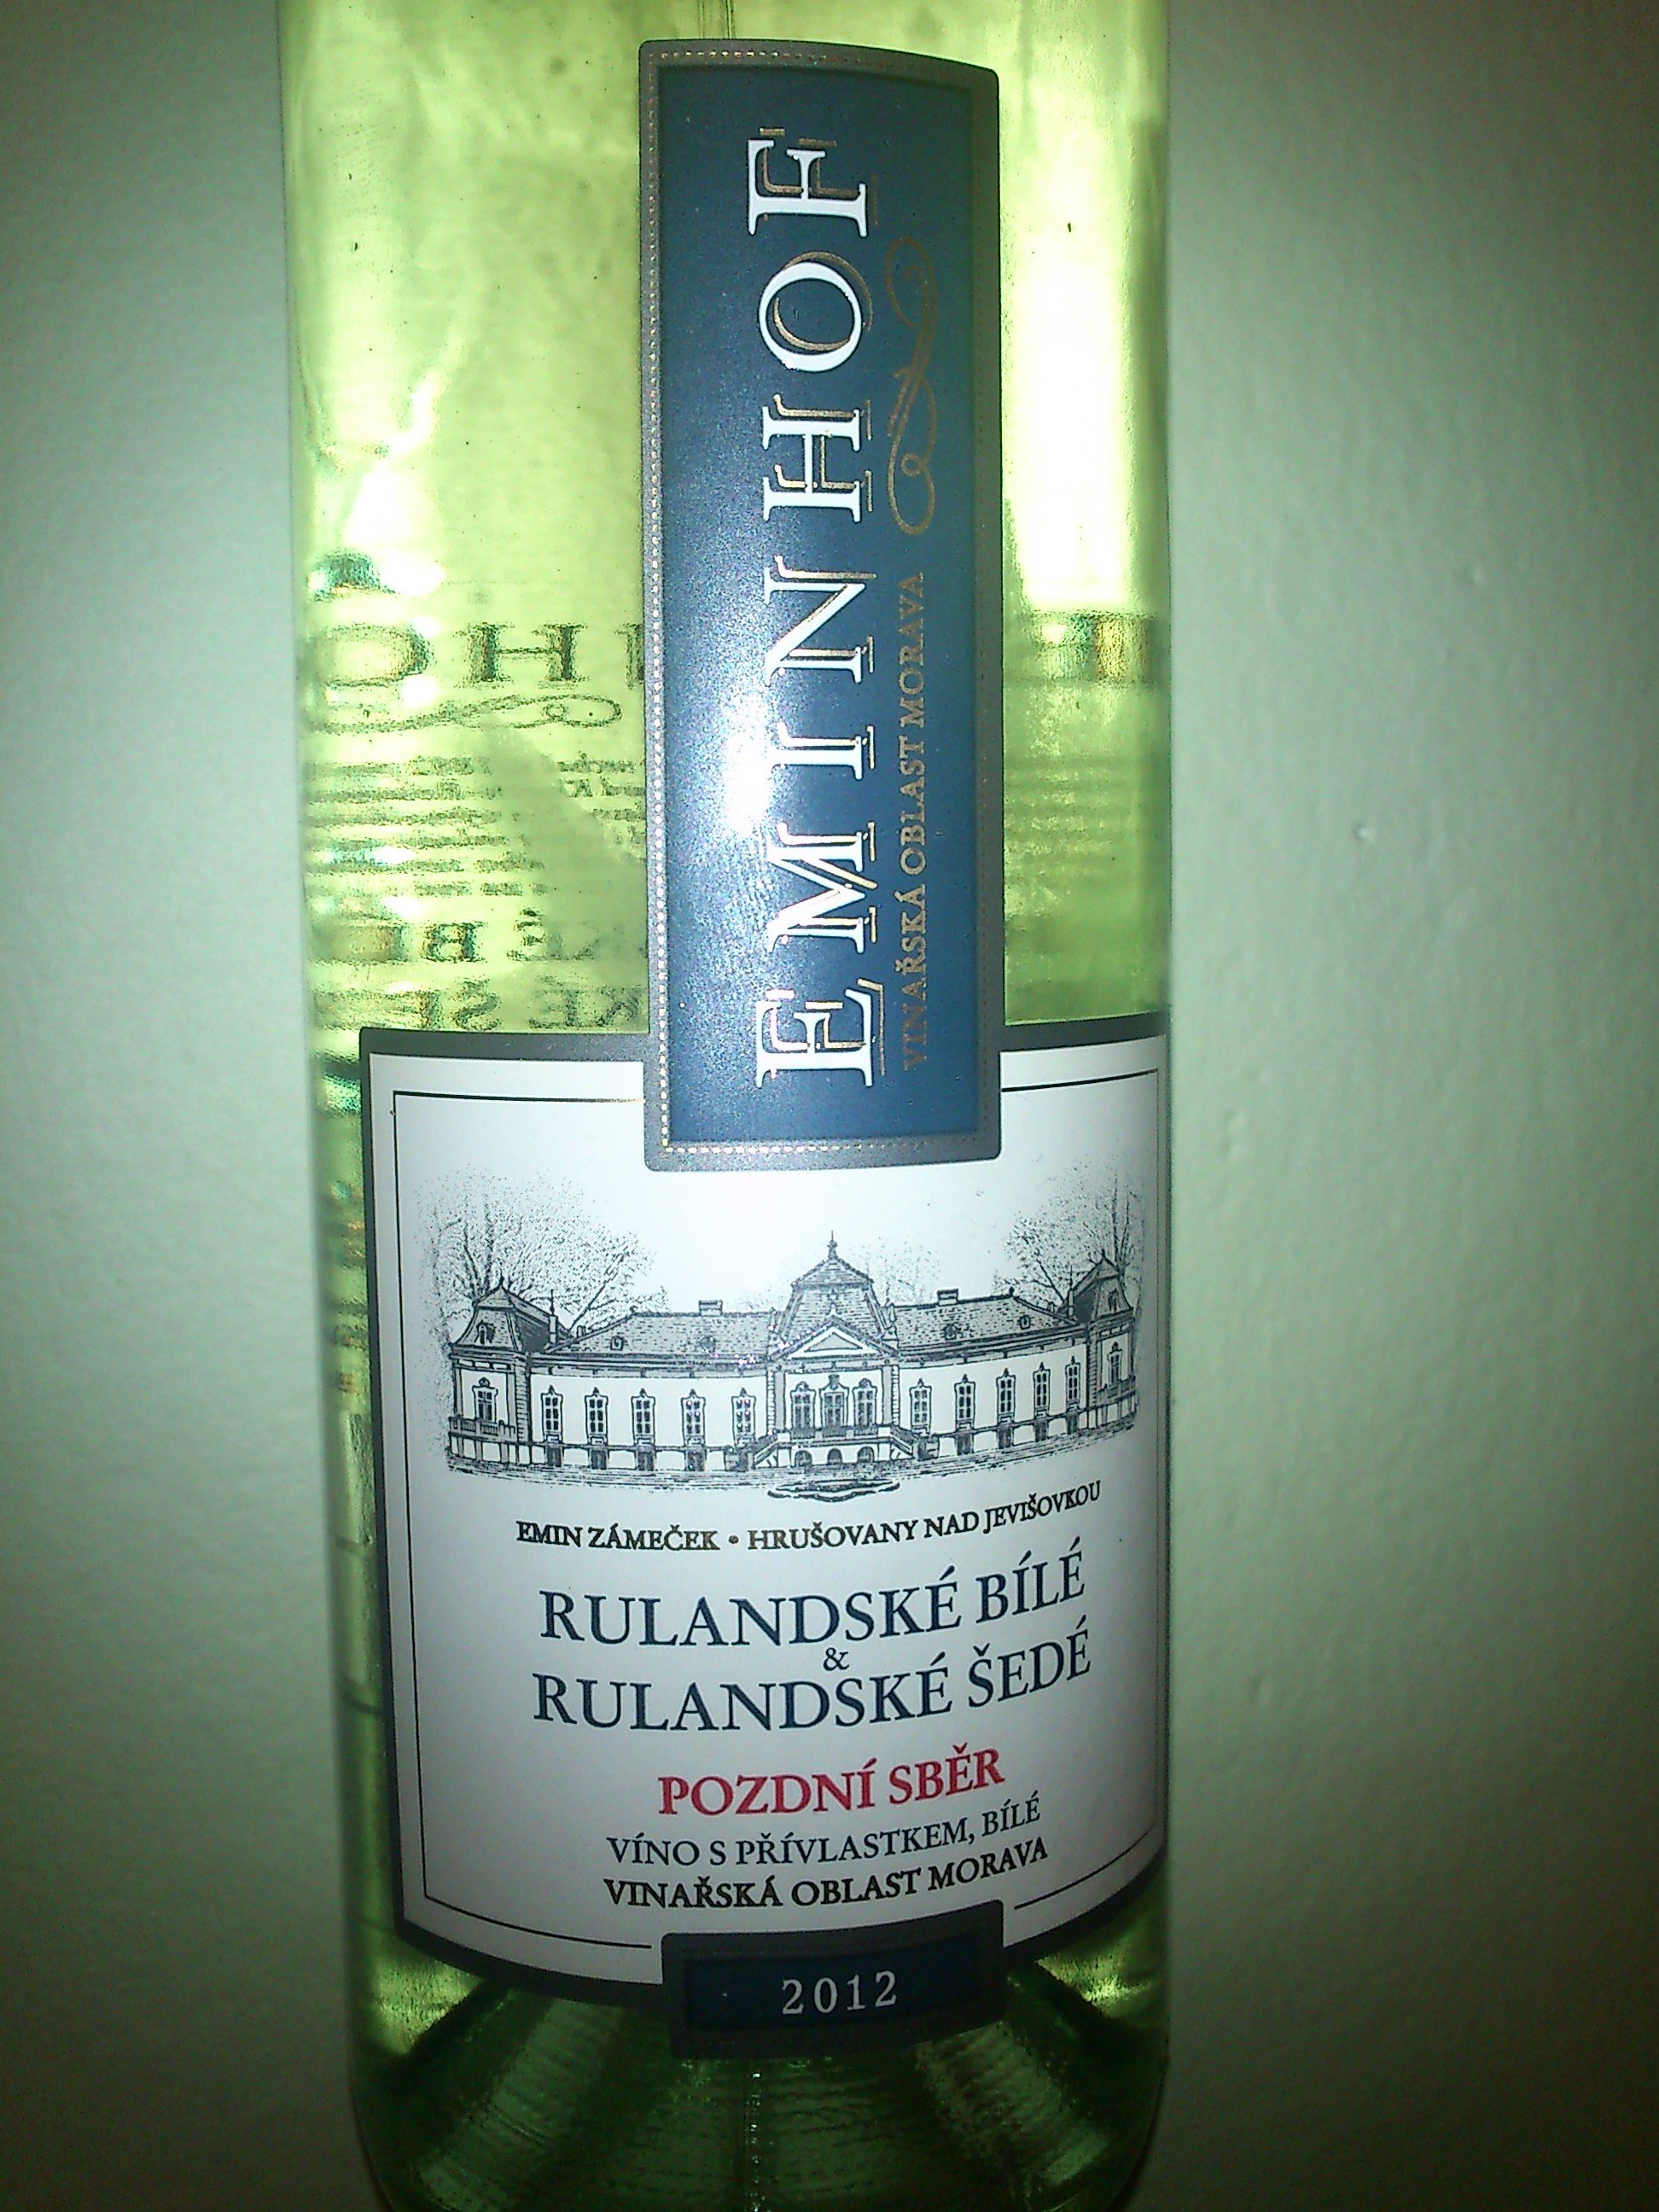 EMINHOF
VINAŘSKÁ OBLAST MORAVA
EMIN ZÁMEČEK • HRUŠOVANY NAD JEVIŠOVKOU
RULANDSKÉ BÍLÉ
&
RULANDSKÉ ŠEDÉ
POZDNÍ SBĚR
VÍNO S PŘÍVLASTKEM, BÍLÉ
VINAŘSKÁ OBLAST MORAVA
2012